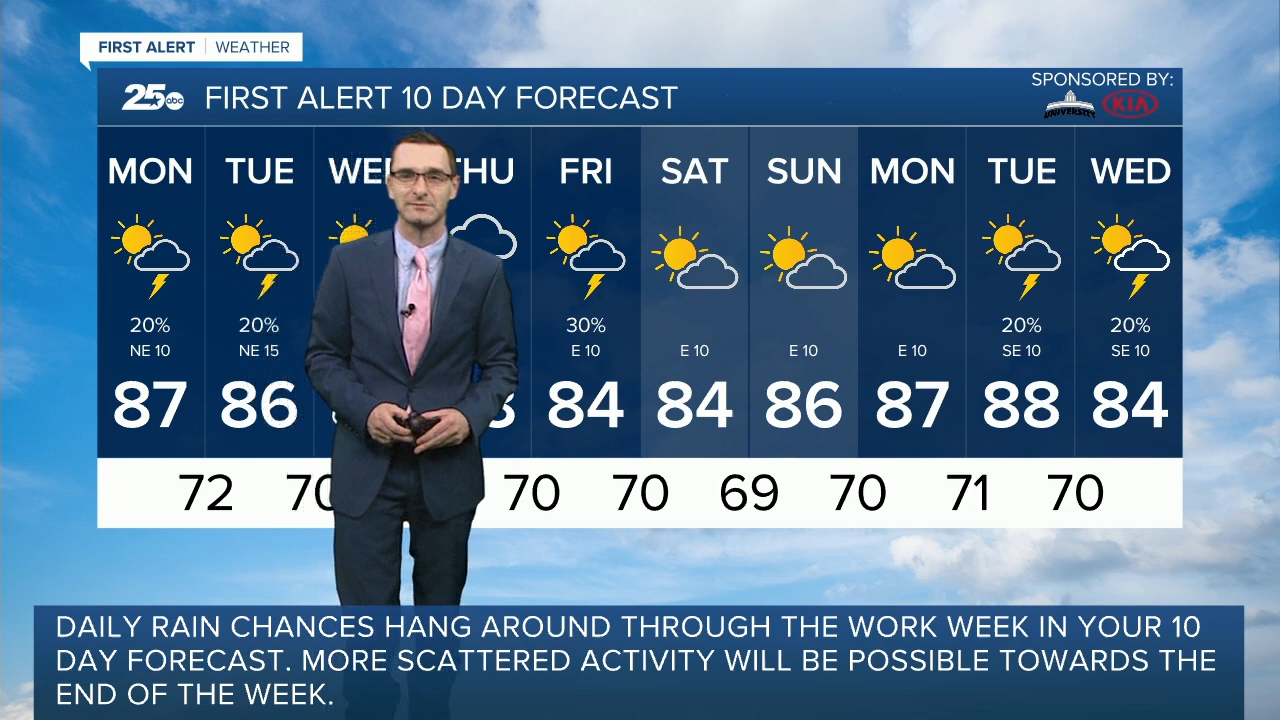 FIRST ALERT | WEATHER
25 abc FIRST ALERT 10 DAY FORECAST
SPONSORED BY:
UNIVERSITY KIA
MON TUE WE THU FRI SAT SUN MON TUE WED
20% 20% 30% 20% 20%
NE 10 NE 15 E 10 E 10 E 10 E 10 SE 10 SE 10
87 86 84 84 86 87 88 84
72 70 70 70 69 70 71 70
DAILY RAIN CHANCES HANG AROUND THROUGH THE WORK WEEK IN YOUR 10
DAY FORECAST. MORE SCATTERED ACTIVITY WILL BE POSSIBLE TOWARDS THE
END OF THE WEEK.